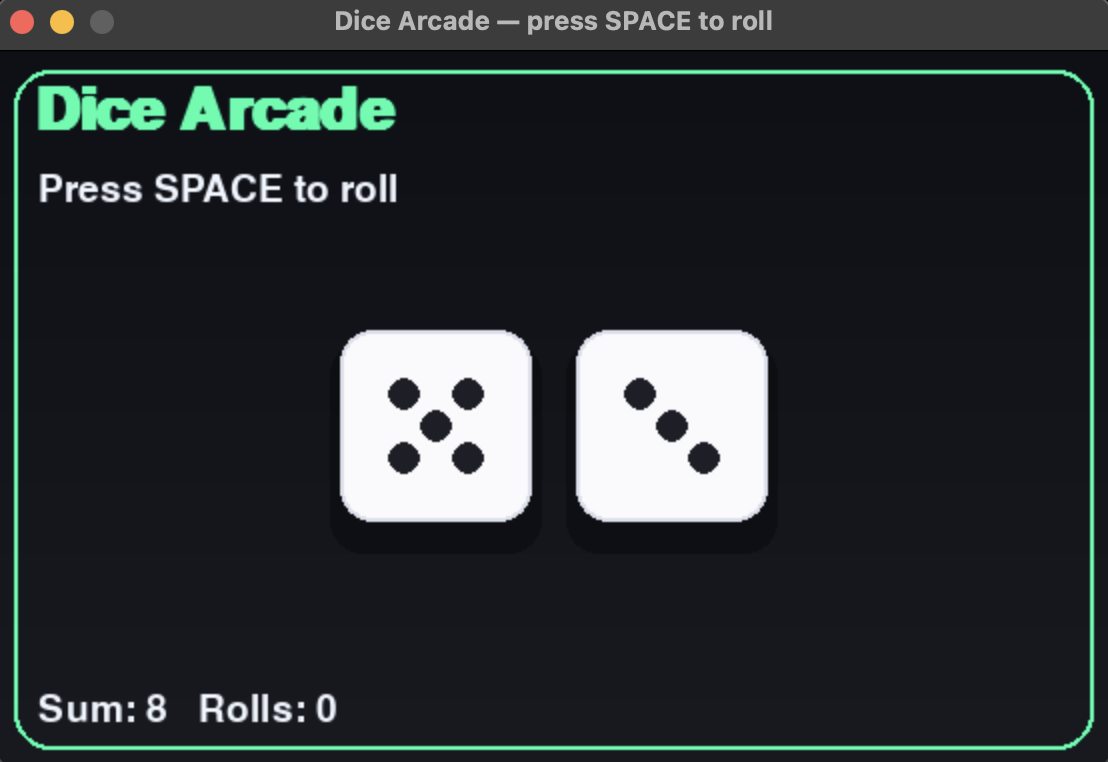 Dice Arcade — press SPACE to roll
Dice Arcade
Press SPACE to roll
Sum: 8 Rolls: 0